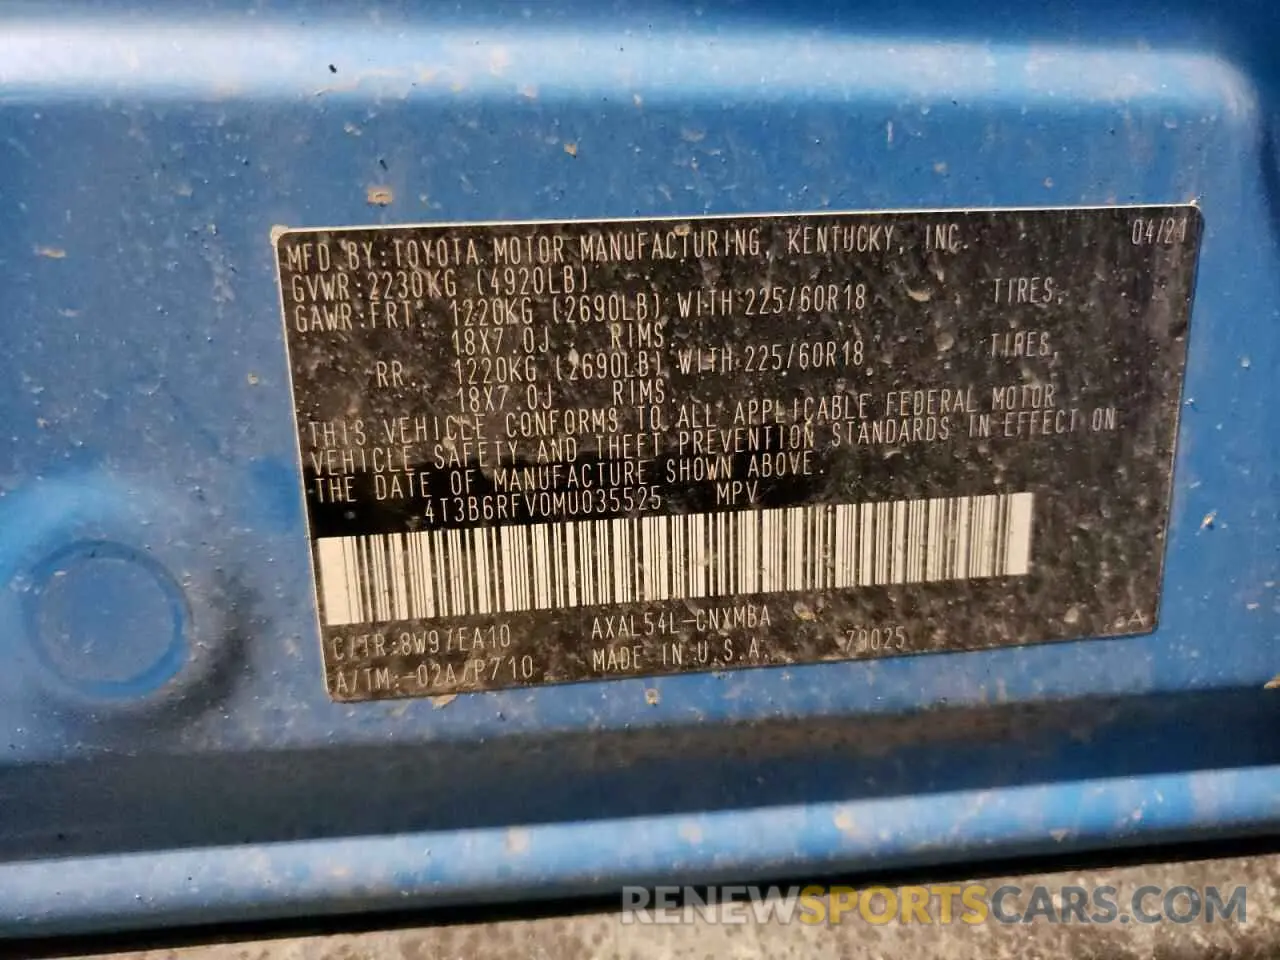 MFD BY:TOYOTA MOTOR MANUFACTURING, KENTUCKY, INC. 04/21
GVWR:2230KG (4920LB)
GAWR:FRT. 1220KG (2690LB) WITH 225/60R18 TIRES,
18X7.0J RIMS.
RR. 1220KG (2690LB) WITH 225/60R18 TIRES,
18X7.0J RIMS.
THIS VEHICLE CONFORMS TO ALL APPLICABLE FEDERAL MOTOR
VEHICLE SAFETY AND THEFT PREVENTION STANDARDS IN EFFECT ON
THE DATE OF MANUFACTURE SHOWN ABOVE.
4T3B6RFV0MU035525 MPV
C/TR:8W97/EA10 AXAL54L-CNXMBA
A/TM:-02A/P710 MADE IN U.S.A. 79025 A
RENEWSPORTSCARS.COM